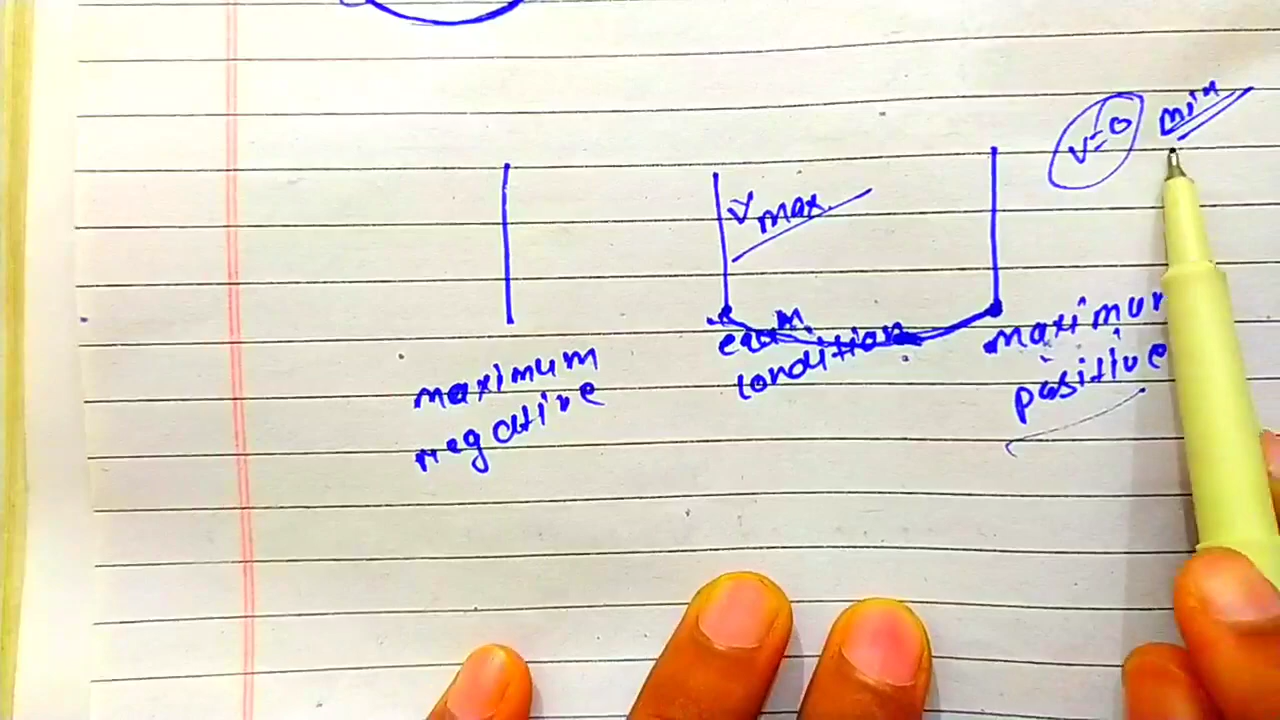 V=0 min
Vmax
maximum negative
condition
maximum positive